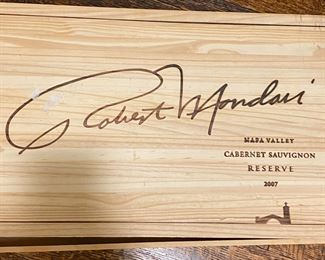 Robert Mondavi
NAPA VALLEY
CABERNET SAUVIGNON
RESERVE
2007